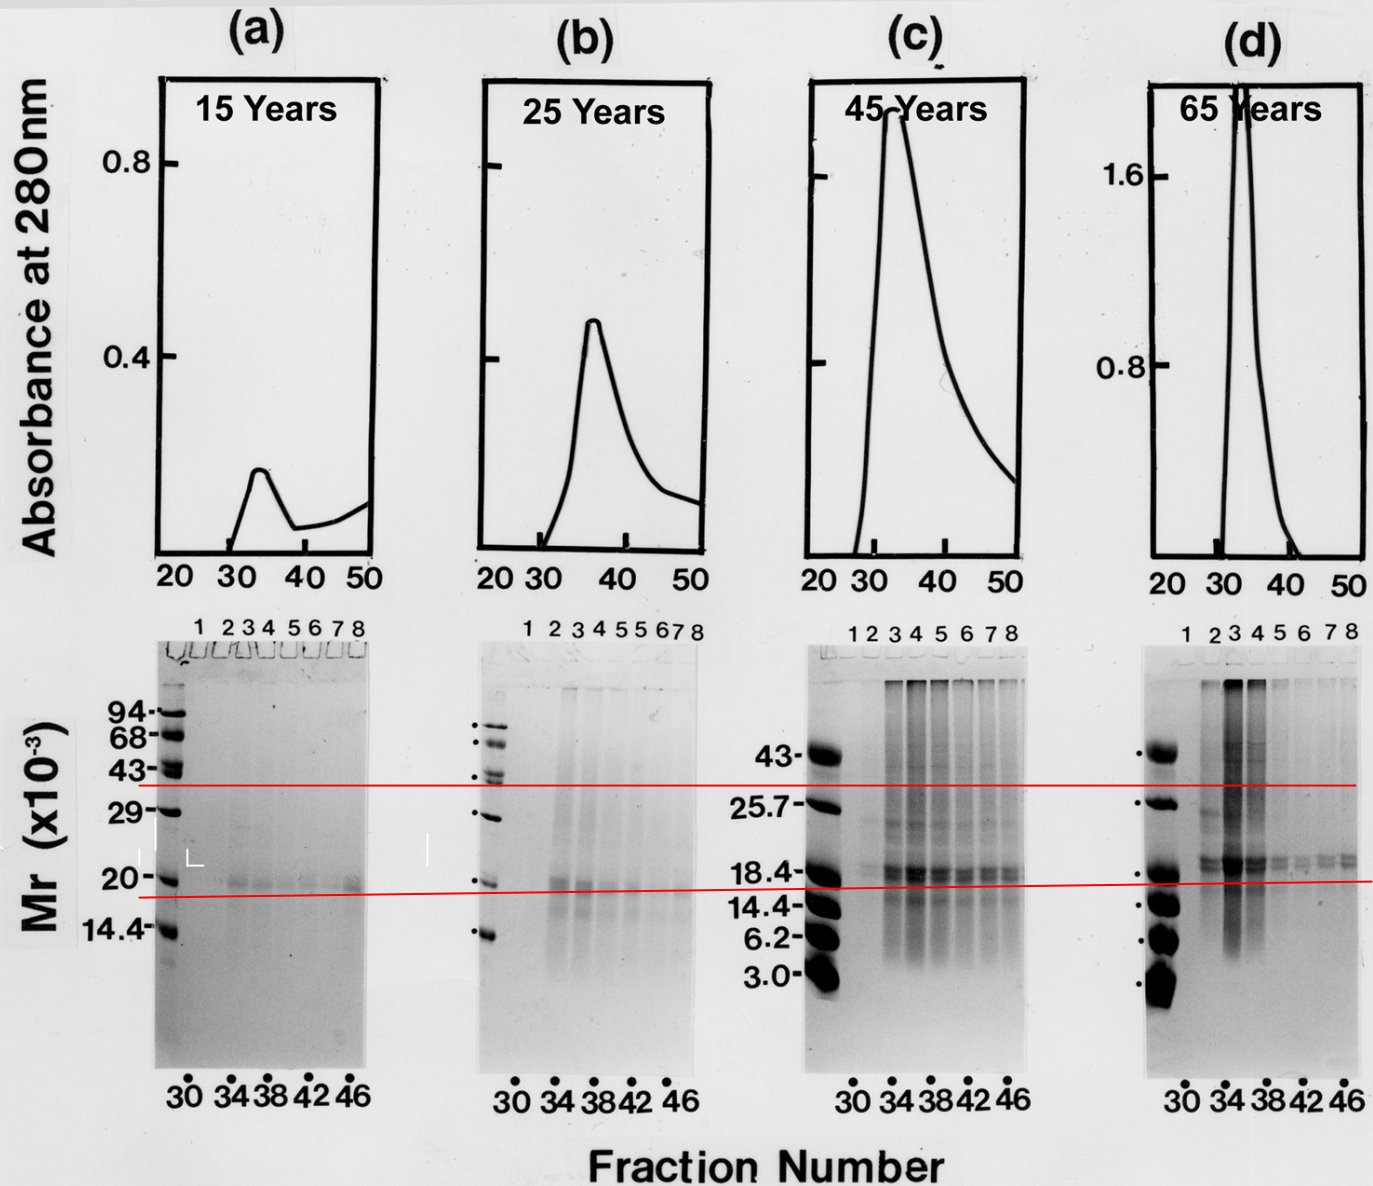 (a) (b) (c) (d)
Absorbance at 280nm
15 Years 25 Years 45 Years 65 Years
0.8 1.6
0.4 0.8
20 30 40 50 20 30 40 50 20 30 40 50 20 30 40 50
1 2 3 4 5 6 7 8 1 2 3 4 5 5 6 7 8 1 2 3 4 5 6 7 8 1 2 3 4 5 6 7 8
Mr (x10-3)
94-
68-
43-
29-
20-
14.4-
43-
25.7-
18.4-
14.4-
6.2-
3.0-
30 34 38 42 46 30 34 38 42 46 30 34 38 42 46 30 34 38 42 46
Fraction Number